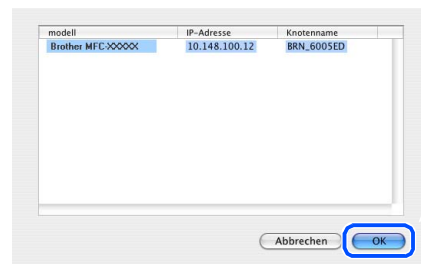 modell IP-Adresse Knotenname
Brother MFC-XXXXX 10.148.100.12 BRN_6005ED
Abbrechen OK